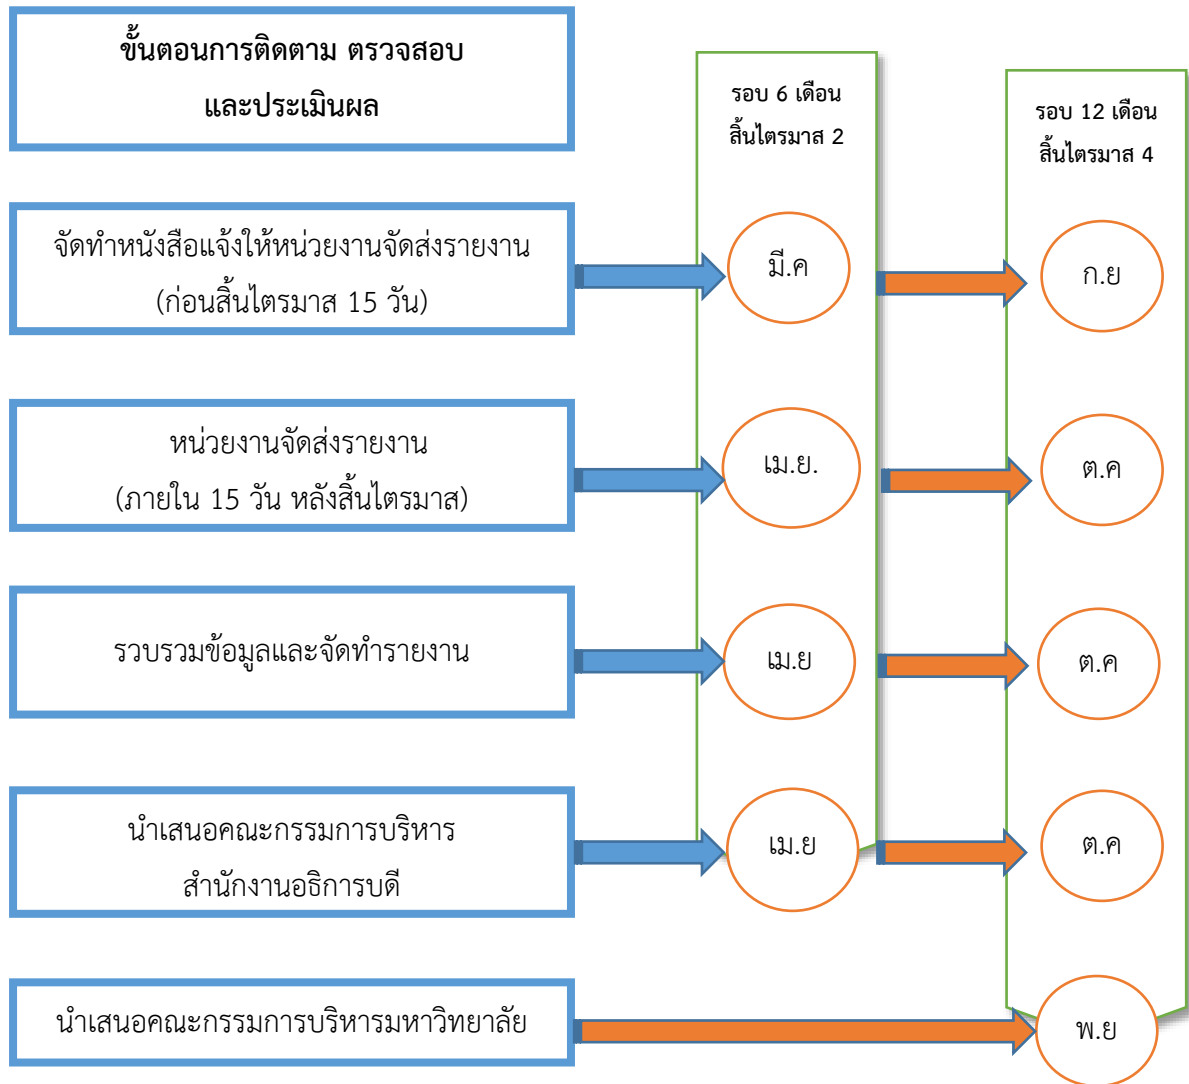 ขั้นตอนการติดตาม ตรวจสอบ
และประเมินผล
รอบ 6 เดือน
สิ้นไตรมาส 2
รอบ 12 เดือน
สิ้นไตรมาส 4
จัดทำหนังสือแจ้งให้หน่วยงานจัดส่งรายงาน
(ก่อนสิ้นไตรมาส 15 วัน)
มี.ค
ก.ย
หน่วยงานจัดส่งรายงาน
(ภายใน 15 วัน หลังสิ้นไตรมาส)
เม.ย.
ต.ค
รวบรวมข้อมูลและจัดทำรายงาน
เม.ย
ต.ค
นำเสนอคณะกรรมการบริหาร
สำนักงานอธิการบดี
เม.ย
ต.ค
นำเสนอคณะกรรมการบริหารมหาวิทยาลัย
พ.ย